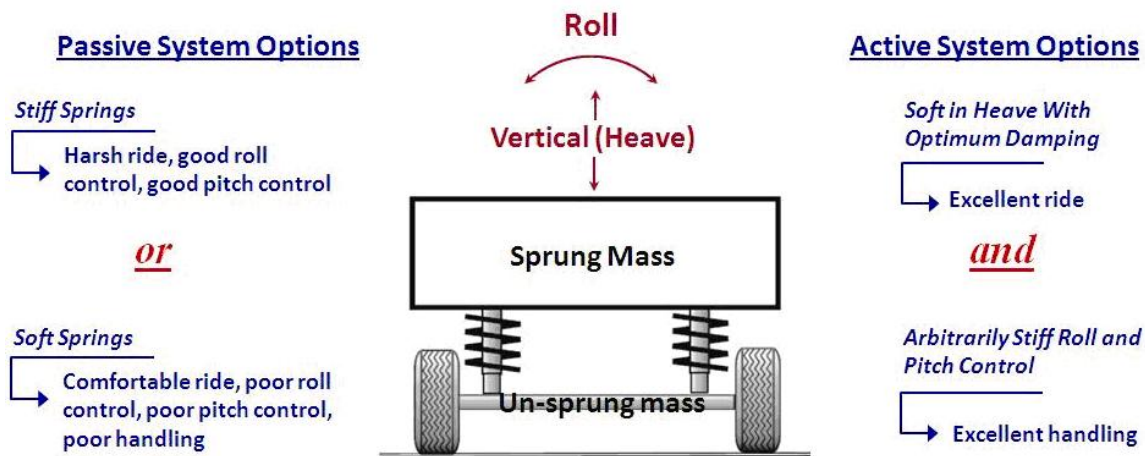 Passive System Options
Stiff Springs
Harsh ride, good roll
control, good pitch control
or
Soft Springs
Comfortable ride, poor roll
control, poor pitch control,
poor handling
Roll
Vertical (Heave)
Sprung Mass
Un-sprung mass
Active System Options
Soft in Heave With
Optimum Damping
Excellent ride
and
Arbitrarily Stiff Roll and
Pitch Control
Excellent handling